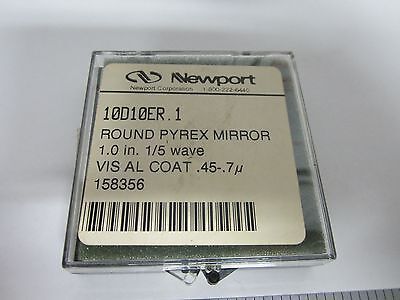 Newport
Newport Corporation 1-800-222-6440
10D10ER.1
ROUND PYREX MIRROR
1.0 in. 1/5 wave
VIS AL COAT .45-.7μ
158356